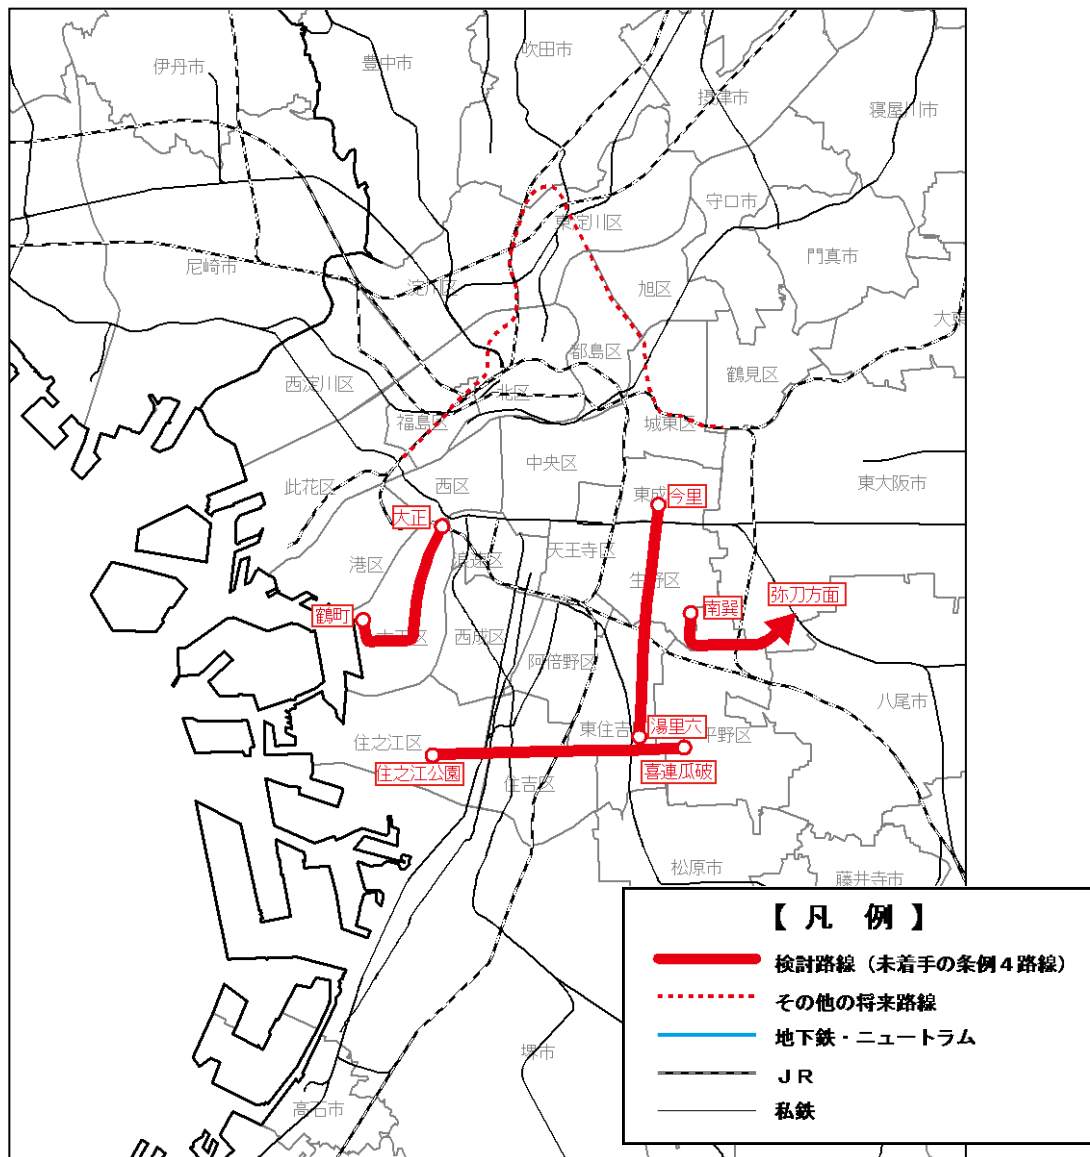 伊丹市
豊中市
吹田市
摂津市
寝屋川市
守口市
東淀川区
門真市
尼崎市
淀川区
旭区
都島区
鶴見区
西淀川区
北区
福島区
城東区
中央区
此花区
西区
東成
今里
東大阪市
大正
浪速区
天王寺区
港区
生野区
弥刀方面
南巽
鶴町
大正区
西成区
阿倍野区
八尾市
東住吉
湯里六
平野区
住之江区
住之江公園
喜連瓜破
住吉区
松原市
藤井寺市
堺市
高石市
【凡 例】
検討路線（未着手の条例４路線）
その他の将来路線
地下鉄・ニュートラム
ＪＲ
私鉄